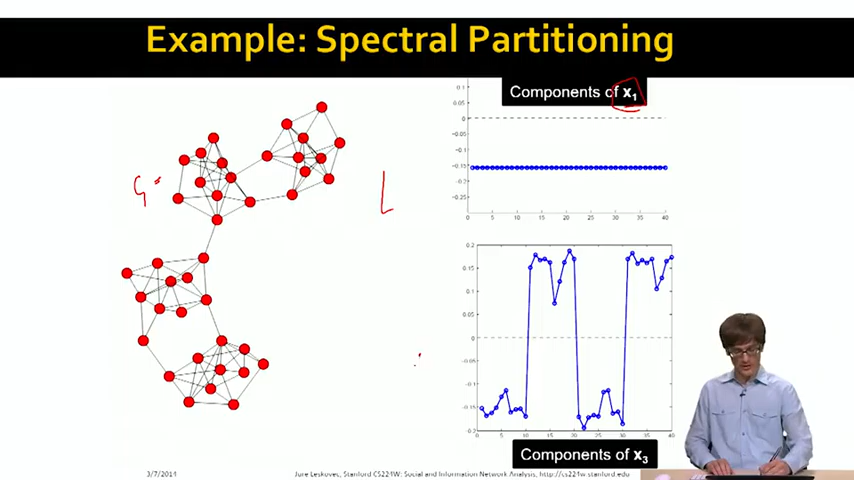 Example: Spectral Partitioning
Components of x1
0.1
0.05
0
-0.05
-0.1
-0.15
-0.2
-0.25
0 5 10 15 20 25 30 35 40
G=
L
0.2
0.15
0.1
0.05
0
-0.05
-0.1
-0.15
-0.2
0 5 10 15 20 25 30 35 40
Components of x3
3/7/2014
Jure Leskovec, Stanford CS224W: Social and Information Network Analysis, http://cs224w.stanford.edu